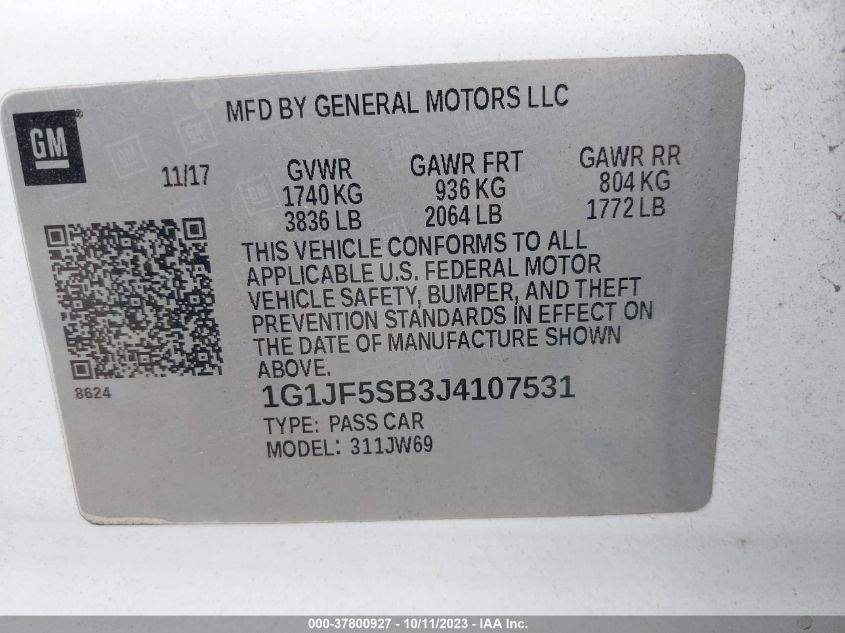 MFD BY GENERAL MOTORS LLC
GM
®
11/17
GVWR
1740 KG
3836 LB
GAWR FRT
936 KG
2064 LB
GAWR RR
804 KG
1772 LB
THIS VEHICLE CONFORMS TO ALL
APPLICABLE U.S. FEDERAL MOTOR
VEHICLE SAFETY, BUMPER, AND THEFT
PREVENTION STANDARDS IN EFFECT ON
THE DATE OF MANUFACTURE SHOWN
ABOVE.
8624
1G1JF5SB3J4107531
TYPE: PASS CAR
MODEL: 311JW69
000-37800927 - 10/11/2023 - IAA Inc.